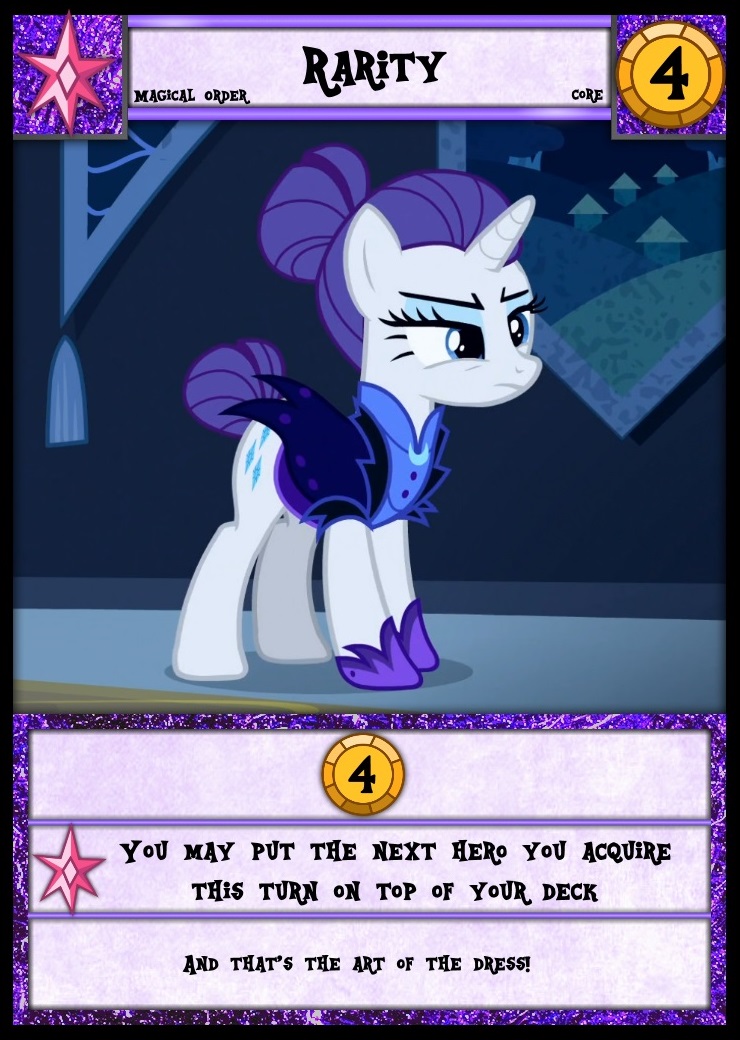 Rarity
4
Magical Order
Core
4
You may put the next hero you acquire
this turn on top of your deck
And that's the art of the dress!